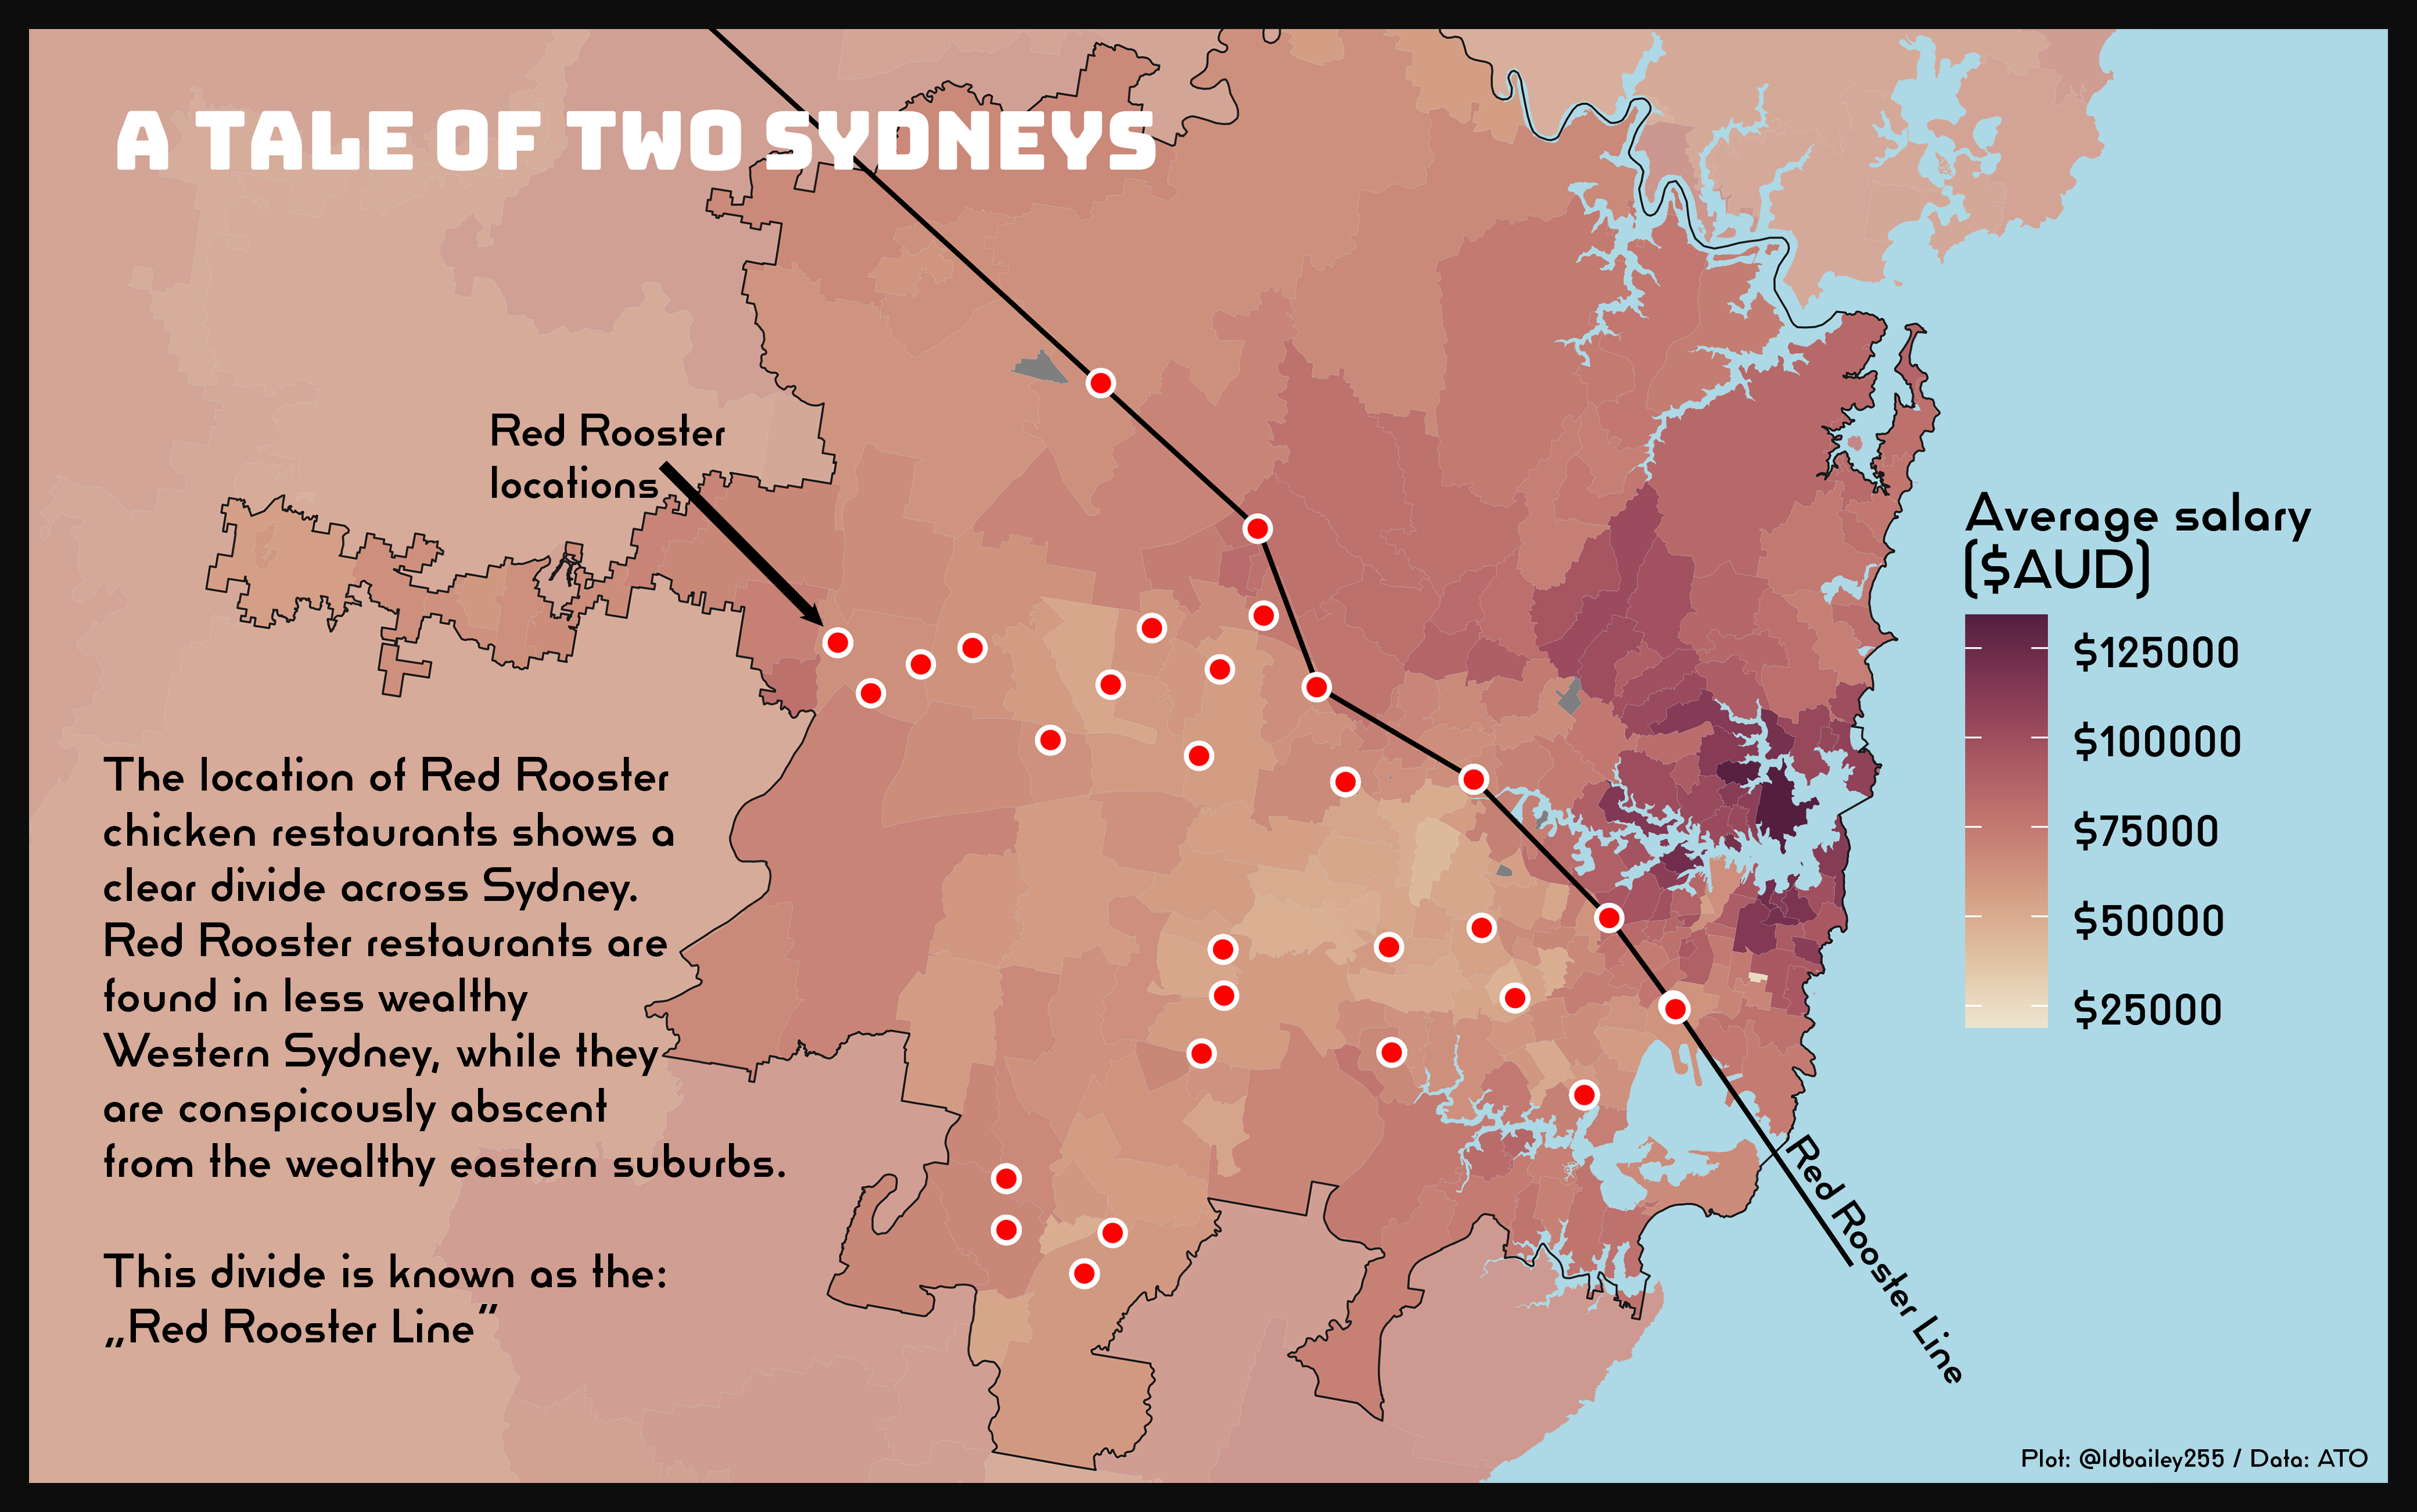 A TALE OF TWO SYDNEYS
Red Rooster
locations
The location of Red Rooster
chicken restaurants shows a
clear divide across Sydney.
Red Rooster restaurants are
found in less wealthy
Western Sydney, while they
are conspicously abscent
from the wealthy eastern suburbs.
This divide is known as the:
„Red Rooster Line”
Average salary
($AUD)
$125000
$100000
$75000
$50000
$25000
Red Rooster Line
Plot: @ldbailey255 / Data: ATO